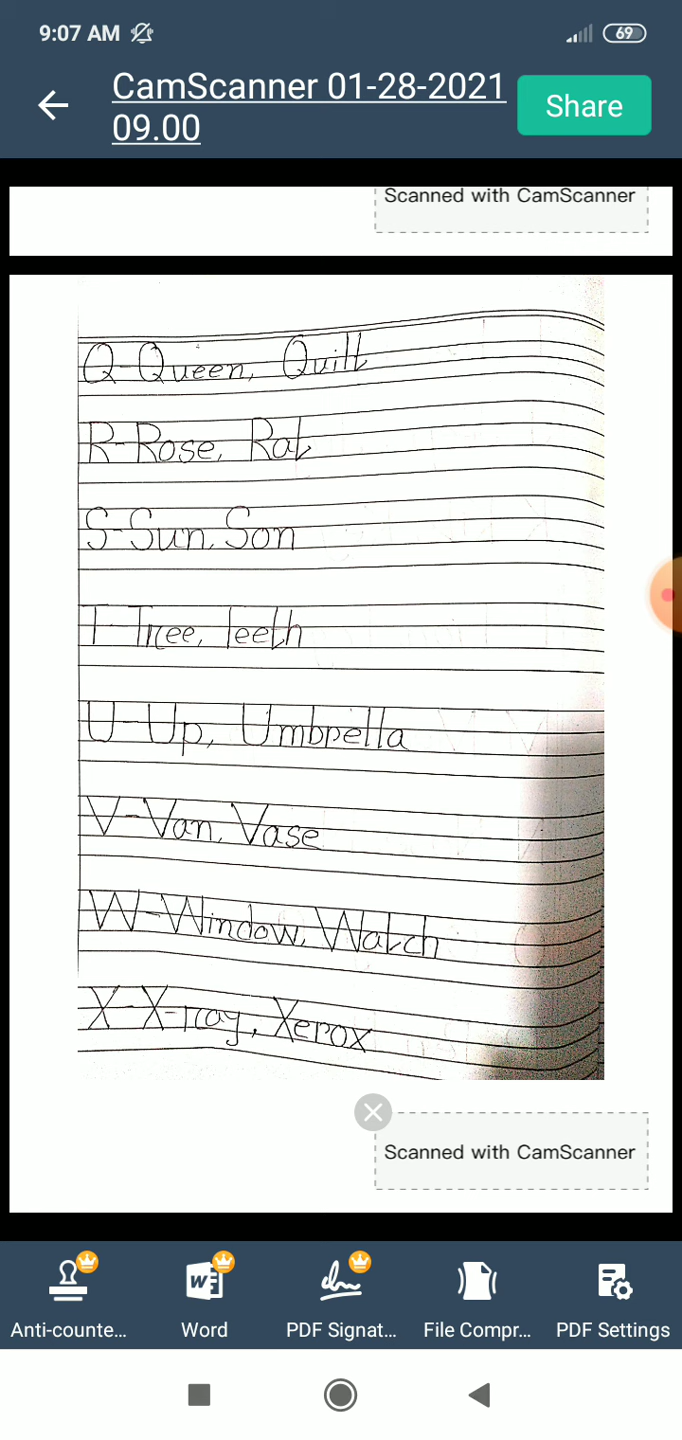 9:07 AM 69
CamScanner 01-28-2021
09.00
Share
Scanned with CamScanner
Q-Queen, Quilt
R-Rose, Rat
S-Sun, Son
T-Tree, Teeth
U-Up, Umbrella
V-Van, Vase
W-Window, Watch
X-X-ray, Xerox
Scanned with CamScanner
Anti-counte... Word PDF Signat... File Compr... PDF Settings